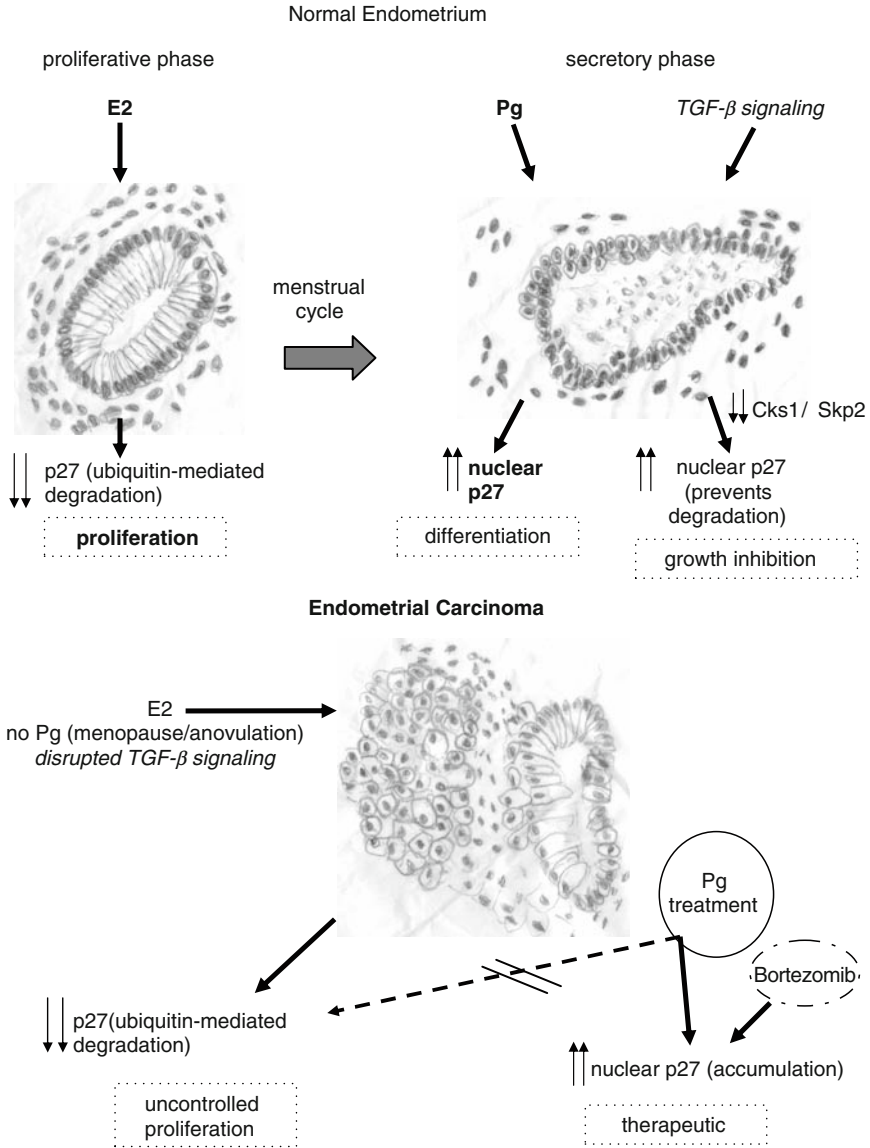 Normal Endometrium
proliferative phase
secretory phase
E2
Pg
TGF-β signaling
menstrual
cycle
Cks1/ Skp2
p27 (ubiquitin-mediated
degradation)
proliferation
nuclear
p27
differentiation
nuclear p27
(prevents
degradation)
growth inhibition
Endometrial Carcinoma
E2
no Pg (menopause/anovulation)
disrupted TGF-β signaling
Pg
treatment
Bortezomib
p27(ubiquitin-mediated
degradation)
uncontrolled
proliferation
nuclear p27 (accumulation)
therapeutic